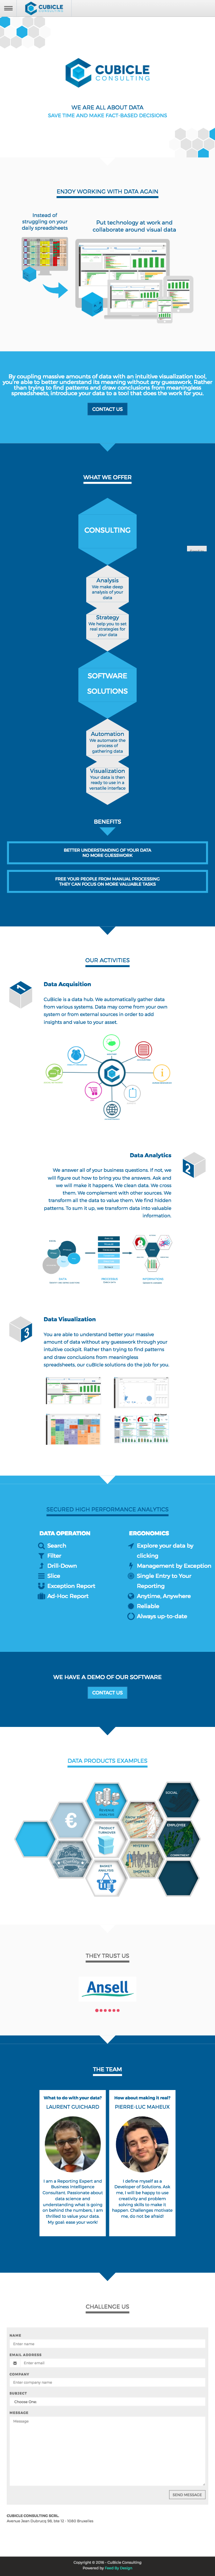 CUBICLE
CONSULTING
CUBICLE
CONSULTING
WE ARE ALL ABOUT DATA
SAVE TIME AND MAKE FACT-BASED DECISIONS
ENJOY WORKING WITH DATA AGAIN
Instead of
struggling on your
daily spreadsheets
Put technology at work and
collaborate around visual data
By coupling massive amounts of data with an intuitive visualization tool,
you're able to better understand its meaning without any guesswork. Rather
than trying to find patterns and draw conclusions from meaningless
spreadsheets, introduce your data to a tool that does the work for you.
CONTACT US
WHAT WE OFFER
CONSULTING
Analysis
We make deep
analysis of your
data
Strategy
We help you to set
real strategies for
your data
SOFTWARE
SOLUTIONS
Automation
We automate the
process of
gathering data
Visualization
Your data is then
ready to use in a
versatile interface
BENEFITS
BETTER UNDERSTANDING OF YOUR DATA
NO MORE GUESSWORK
FREE YOUR PEOPLE FROM MANUAL PROCESSING
THEY CAN FOCUS ON MORE VALUABLE TASKS
OUR ACTIVITIES
1
Data Acquisition
CuBicle is a data hub. We automatically gather data
from various systems. Data may come from your own
system or from external sources in order to add
insights and value to your asset.
Data Analytics
2
We answer all of your business questions. If not, we
will figure out how to bring you the answers. Ask and
we will make it happens. We clean data. We cross
them. We complement with other sources. We
transform all the data to value them. We find hidden
patterns. To sum it up, we transform data into valuable
information.
3
Data Visualization
You are able to understand better your massive
amount of data without any guesswork through your
intuitive cockpit. Rather than trying to find patterns
and draw conclusions from meaningless
spreadsheets, our cuBicle solutions do the job for you.
SECURED HIGH PERFORMANCE ANALYTICS
DATA OPERATION
Search
Filter
Drill-Down
Slice
Exception Report
Ad-Hoc Report
ERGONOMICS
Explore your data by
clicking
Management by Exception
Single Entry to Your
Reporting
Anytime, Anywhere
Reliable
Always up-to-date
WE HAVE A DEMO OF OUR SOFTWARE
CONTACT US
DATA PRODUCTS EXAMPLES
REVENUE
ANALYSIS
SOCIAL
€
PRODUCT
TURNOVER
EMPLOYEE
MYSTERY
SHOPPER
MARKET
ANALYSIS
COMMITMENT
THEY TRUST US
Ansell
THE TEAM
What to do with your data?
LAURENT GUICHARD
I am a Reporting Expert and
Business Intelligence
Consultant. Passionate about
data science and
understanding what is going
on behind the numbers. I am
thrilled to value your data.
My goal: ease your work!
How about making it real?
PIERRE-LUC MAHEUX
I define myself as a
Developer of Solutions. Ask
me. I will be happy to use
creativity and problem
solving skills to make it
happen. Challenges motivate
me, do not be afraid!
CHALLENGE US
NAME
Enter name
EMAIL ADDRESS
Enter email
COMPANY
Enter company name
SUBJECT
Choose One:
MESSAGE
Message
SEND MESSAGE
CUBICLE CONSULTING SCRL.
Avenue Jean Dubrucq 98, bte 12 - 1080 Bruxelles
Copyright © 2016 - CuBicle Consulting
Powered by Feed By Design